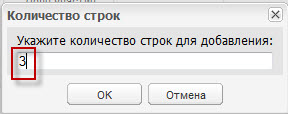 Количество строк
Укажите количество строк для добавления:
3
OK
Отмена